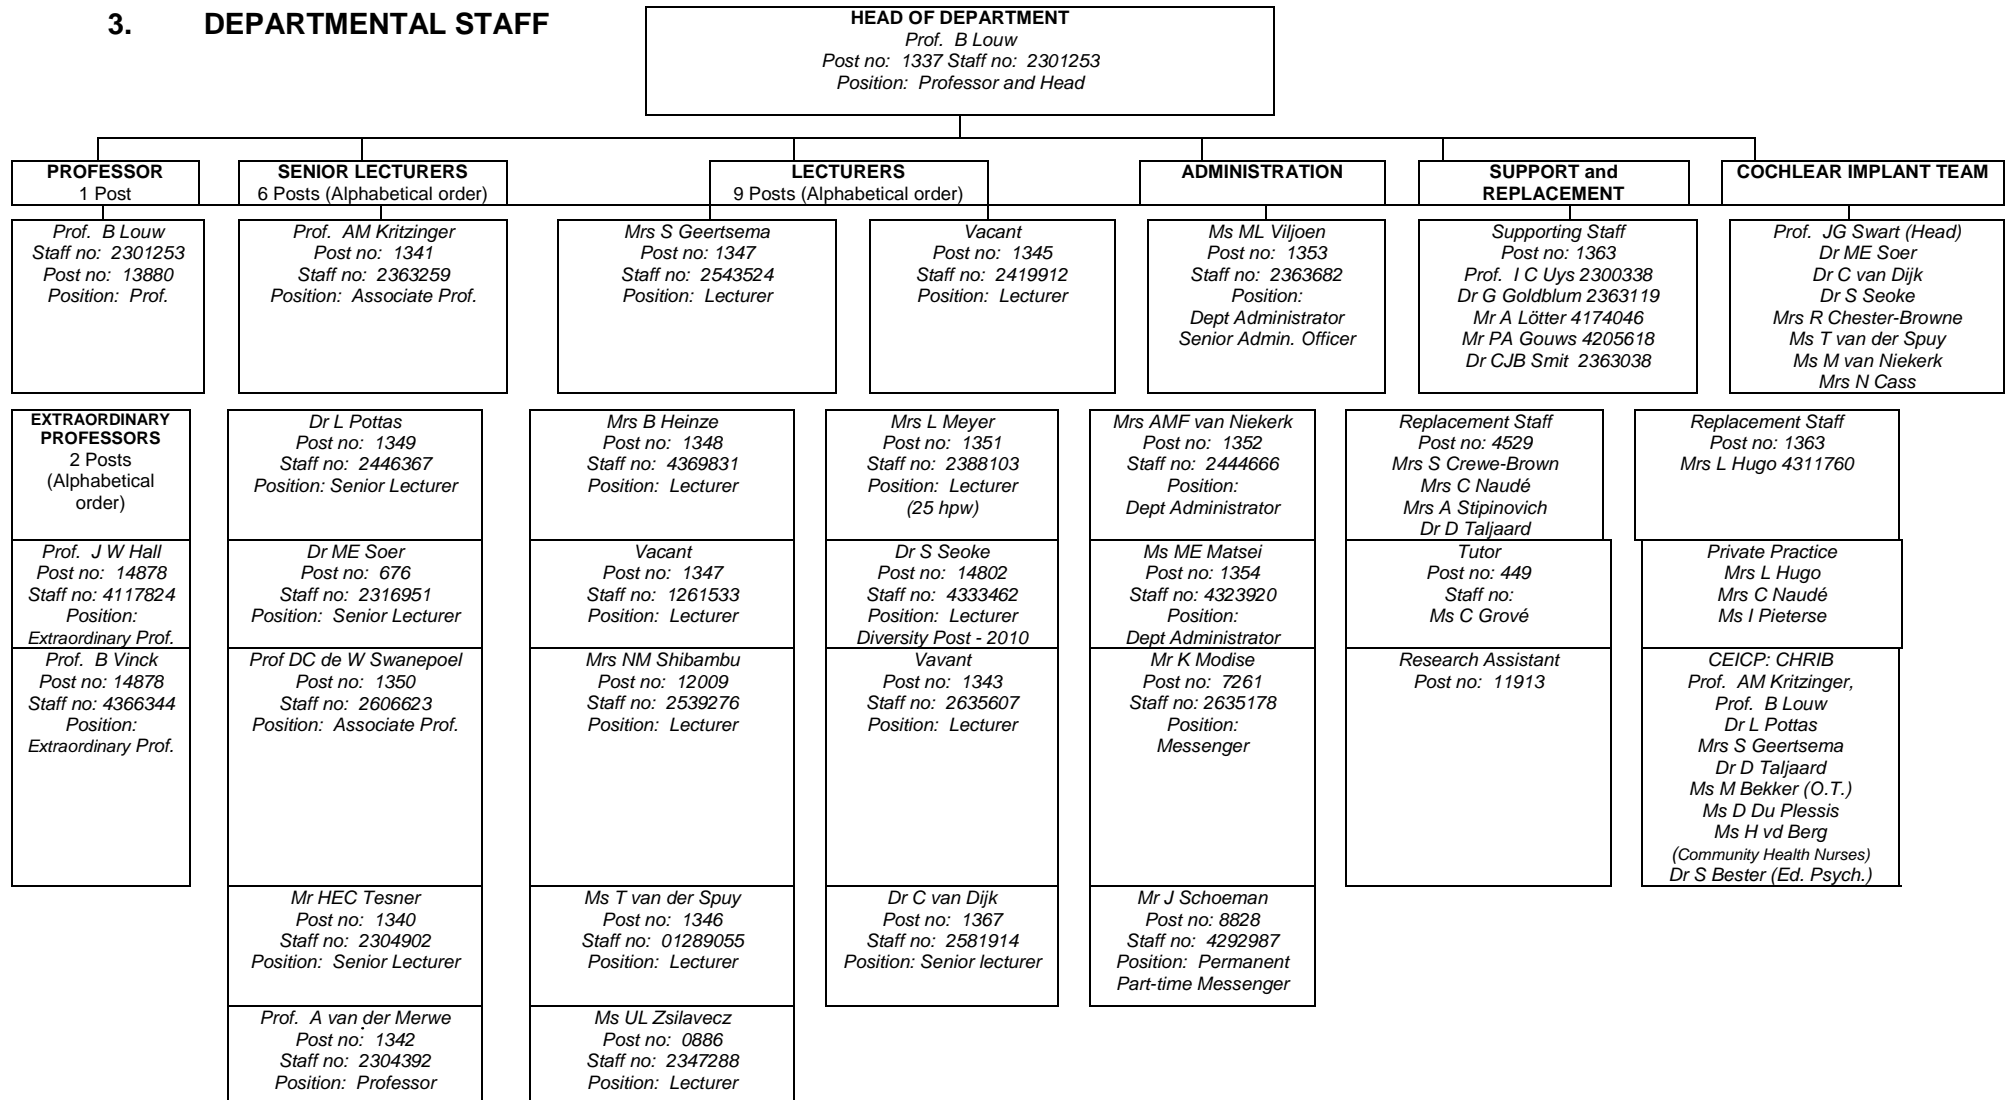 3. DEPARTMENTAL STAFF
HEAD OF DEPARTMENT
Prof. B Louw
Post no: 1337 Staff no: 2301253
Position: Professor and Head
PROFESSOR
1 Post
SENIOR LECTURERS
6 Posts (Alphabetical order)
LECTURERS
9 Posts (Alphabetical order)
ADMINISTRATION
SUPPORT and
REPLACEMENT
COCHLEAR IMPLANT TEAM
Prof. B Louw
Staff no: 2301253
Post no: 13880
Position: Prof.
Prof. AM Kritzinger
Post no: 1341
Staff no: 2363259
Position: Associate Prof.
Mrs S Geertsema
Post no: 1347
Staff no: 2543524
Position: Lecturer
Vacant
Post no: 1345
Staff no: 2419912
Position: Lecturer
Ms ML Viljoen
Post no: 1353
Staff no: 2363682
Position:
Dept Administrator
Senior Admin. Officer
Supporting Staff
Post no: 1363
Prof. I C Uys 2300338
Dr G Goldblum 2363119
Mr A Lötter 4174046
Mr PA Gouws 4205618
Dr CJB Smit 2363038
Prof. JG Swart (Head)
Dr ME Soer
Dr C van Dijk
Dr S Seoke
Mrs R Chester-Browne
Ms T van der Spuy
Ms M van Niekerk
Mrs N Cass
EXTRAORDINARY
PROFESSORS
2 Posts
(Alphabetical
order)
Dr L Pottas
Post no: 1349
Staff no: 2446367
Position: Senior Lecturer
Mrs B Heinze
Post no: 1348
Staff no: 4369831
Position: Lecturer
Mrs L Meyer
Post no: 1351
Staff no: 2388103
Position: Lecturer
(25 hpw)
Mrs AMF van Niekerk
Post no: 1352
Staff no: 2444666
Position:
Dept Administrator
Replacement Staff
Post no: 4529
Mrs S Crewe-Brown
Mrs C Naudé
Mrs A Stipinovich
Dr D Taljaard
Replacement Staff
Post no: 1363
Mrs L Hugo 4311760
Prof. J W Hall
Post no: 14878
Staff no: 4117824
Position:
Extraordinary Prof.
Dr ME Soer
Post no: 676
Staff no: 2316951
Position: Senior Lecturer
Vacant
Post no: 1347
Staff no: 1261533
Position: Lecturer
Dr S Seoke
Post no: 14802
Staff no: 4333462
Position: Lecturer
Diversity Post - 2010
Ms ME Matsei
Post no: 1354
Staff no: 4323920
Position:
Dept Administrator
Tutor
Post no: 449
Staff no:
Ms C Grové
Private Practice
Mrs L Hugo
Mrs C Naudé
Ms I Pieterse
Prof. B Vinck
Post no: 14878
Staff no: 4366344
Position:
Extraordinary Prof.
Prof DC de W Swanepoel
Post no: 1350
Staff no: 2606623
Position: Associate Prof.
Mrs NM Shibambu
Post no: 12009
Staff no: 2539276
Position: Lecturer
Vavant
Post no: 1343
Staff no: 2635607
Position: Lecturer
Mr K Modise
Post no: 7261
Staff no: 2635178
Position:
Messenger
Research Assistant
Post no: 11913
CEICP: CHRIB
Prof. AM Kritzinger,
Prof. B Louw
Dr L Pottas
Mrs S Geertsema
Dr D Taljaard
Ms M Bekker (O.T.)
Ms D Du Plessis
Ms H vd Berg
(Community Health Nurses)
Dr S Bester (Ed. Psych.)
Mr HEC Tesner
Post no: 1340
Staff no: 2304902
Position: Senior Lecturer
Ms T van der Spuy
Post no: 1346
Staff no: 01289055
Position: Lecturer
Dr C van Dijk
Post no: 1367
Staff no: 2581914
Position: Senior lecturer
Mr J Schoeman
Post no: 8828
Staff no: 4292987
Position: Permanent
Part-time Messenger
Prof. A van der Merwe
Post no: 1342
Staff no: 2304392
Position: Professor
Ms UL Zsilavecz
Post no: 0886
Staff no: 2347288
Position: Lecturer